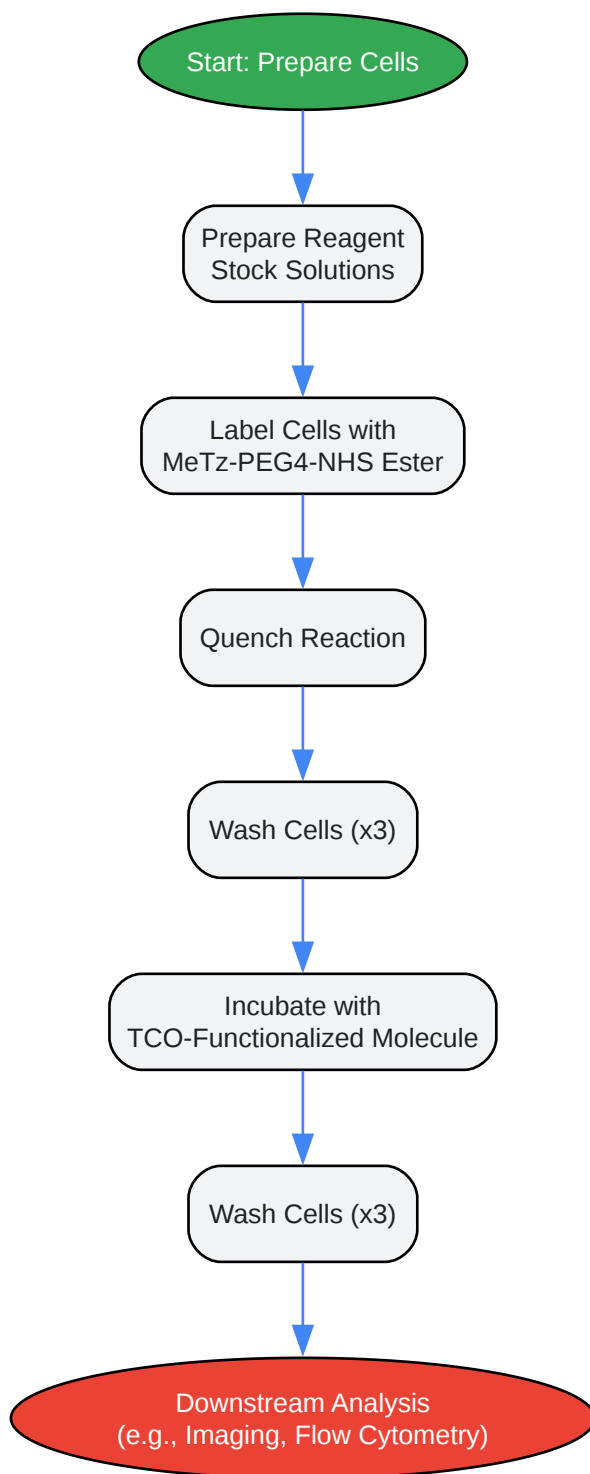 Start: Prepare Cells
Prepare Reagent
Stock Solutions
Label Cells with
MeTz-PEG4-NHS Ester
Quench Reaction
Wash Cells (x3)
Incubate with
TCO-Functionalized Molecule
Wash Cells (x3)
Downstream Analysis
(e.g., Imaging, Flow Cytometry)